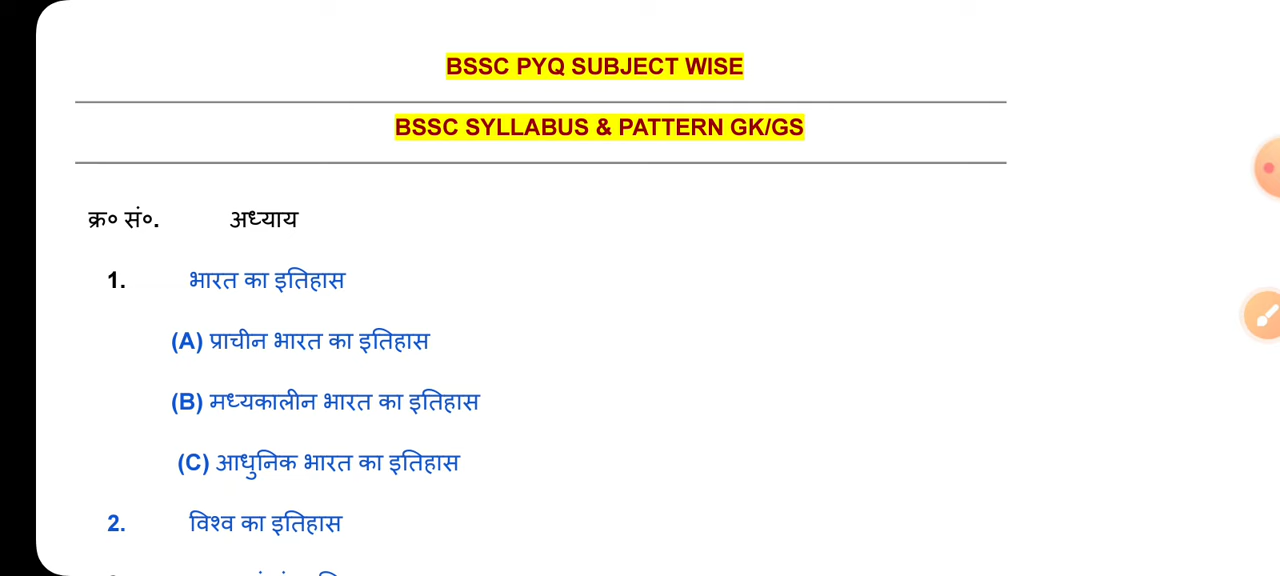 BSSC PYQ SUBJECT WISE
BSSC SYLLABUS & PATTERN GK/GS
क्र० सं०. अध्याय
1. भारत का इतिहास
(A) प्राचीन भारत का इतिहास
(B) मध्यकालीन भारत का इतिहास
(C) आधुनिक भारत का इतिहास
2. विश्व का इतिहास